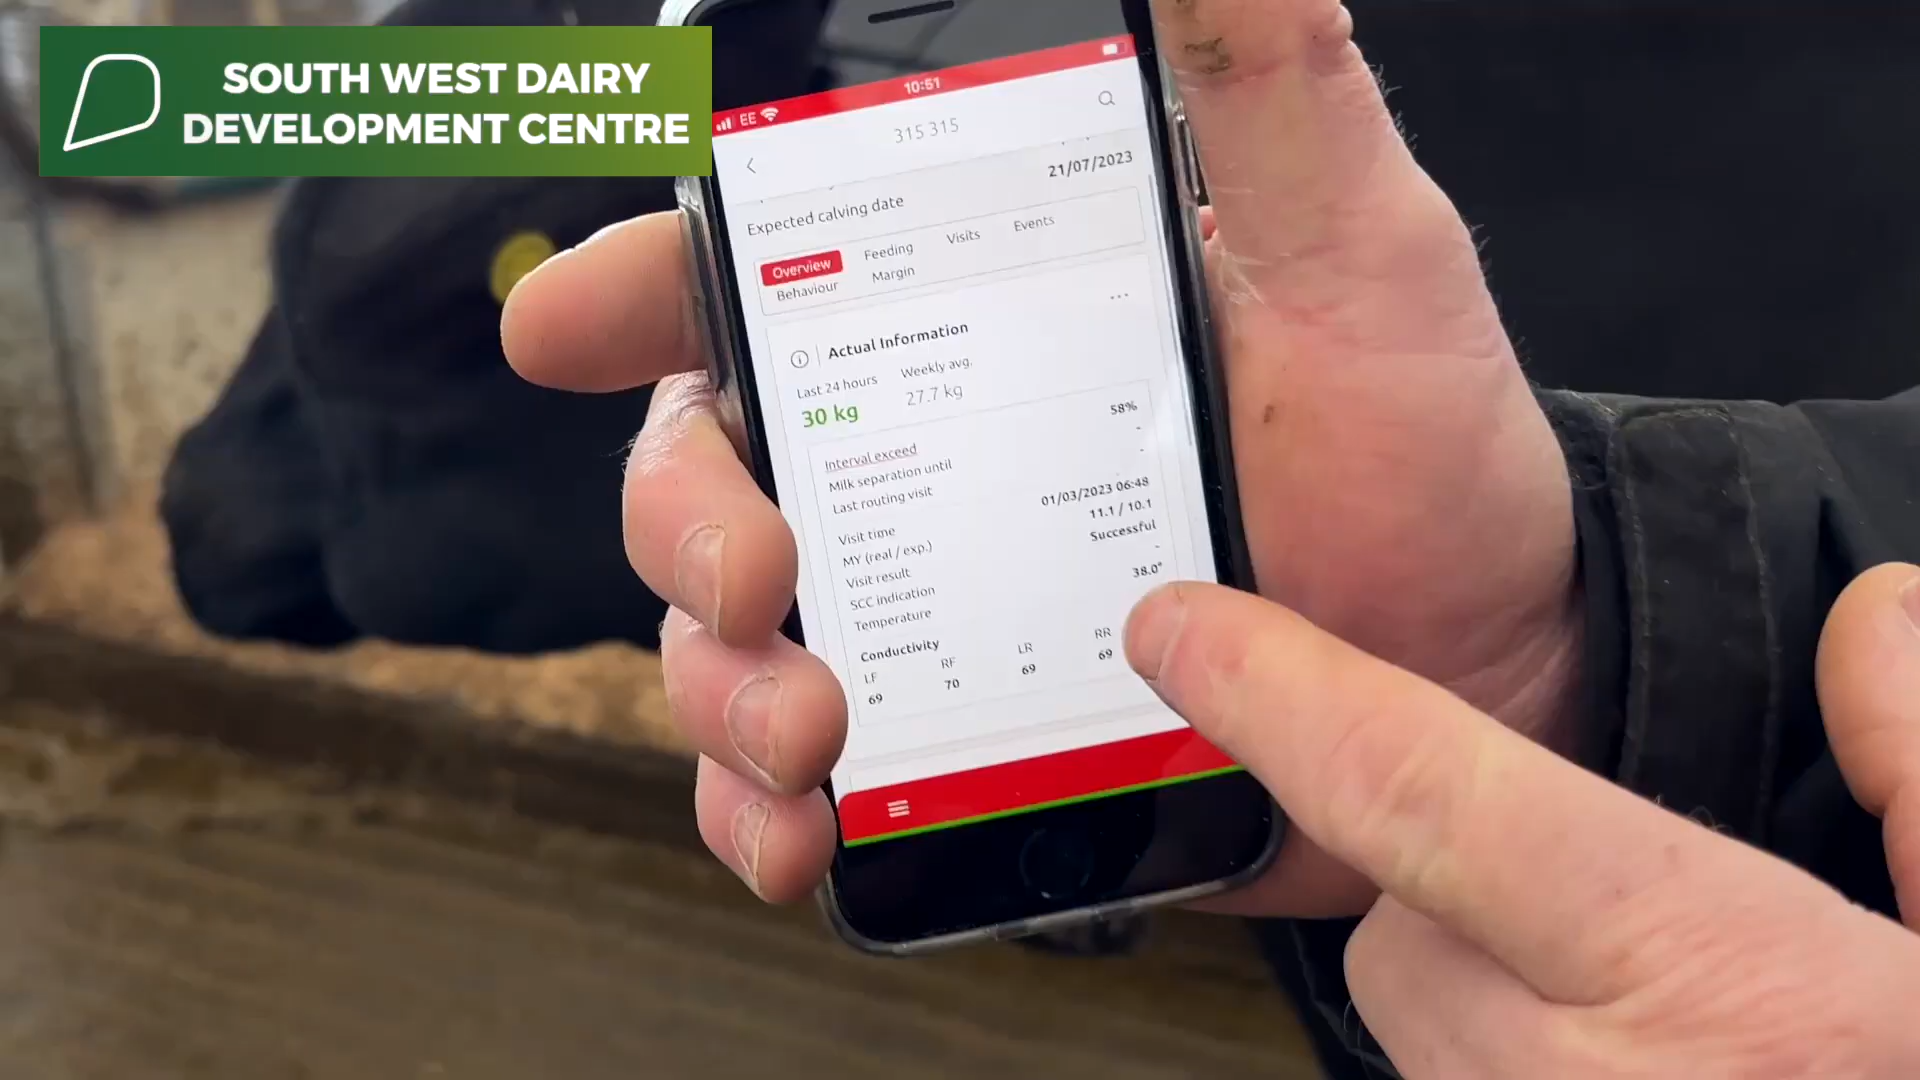 SOUTH WEST DAIRY
DEVELOPMENT CENTRE
EE
10:51
315 315
Expected calving date
21/07/2023
Overview
Feeding
Visits
Events
Behaviour
Margin
Actual Information
...
Last 24 hours
Weekly avg.
30 kg
27.7 kg
Interval exceed
58%
Milk separation until
-
Last routing visit
-
Visit time
01/03/2023 06:48
MY (real / exp.)
11.1 / 10.1
Visit result
Successful
SCC indication
-
Temperature
38.0°
Conductivity
LF
RF
LR
RR
69
70
69
69